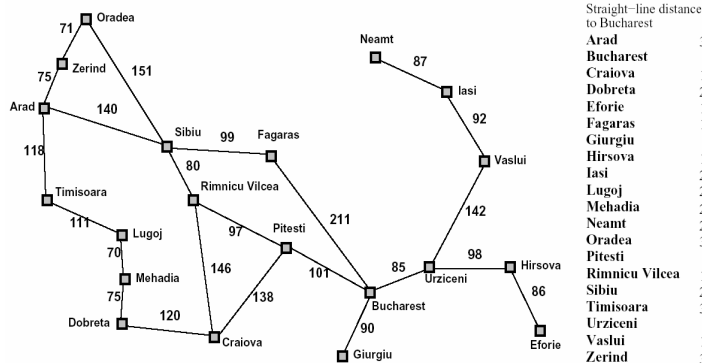 Oradea
71
Neamt
Zerind
87
151
75
Iasi
Arad
140
92
Sibiu
Fagaras
99
118
Vaslui
80
Rimnicu Vilcea
Timisoara
142
111
Pitesti
211
Lugoj
97
70
98
Hirsova
85
146
101
Urziceni
Mehadia
138
86
75
Bucharest
120
Dobreta
90
Craiova
Eforie
Giurgiu
Straight−line distance
to Bucharest
Arad
Bucharest
Craiova
Dobreta
Eforie
Fagaras
Giurgiu
Hirsova
Iasi
Lugoj
Mehadia
Neamt
Oradea
Pitesti
Rimnicu Vilcea
Sibiu
Timisoara
Urziceni
Vaslui
Zerind